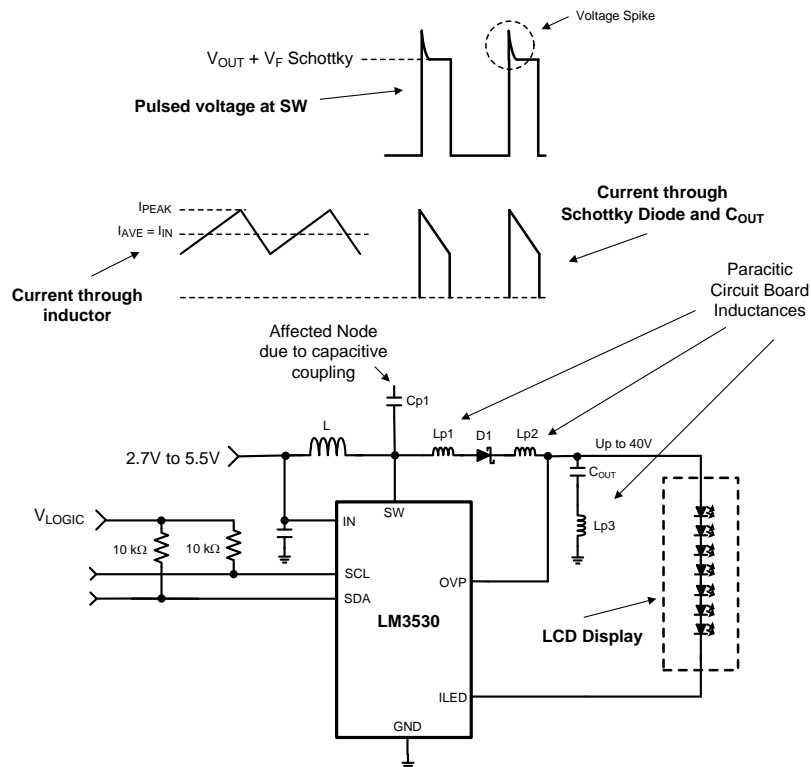 Voltage Spike
VOUT + VF Schottky
Pulsed voltage at SW
IPEAK
IAVE = IIN
Current through
Schottky Diode and COUT
Current through
inductor
Paracitic
Circuit Board
Inductances
Affected Node
due to capacitive
coupling
Cp1
L
Lp1
D1
Lp2
Up to 40V
2.7V to 5.5V
COUT
Lp3
SW
IN
VLOGIC
10 kΩ
10 kΩ
SCL
SDA
OVP
LM3530
LCD Display
ILED
GND